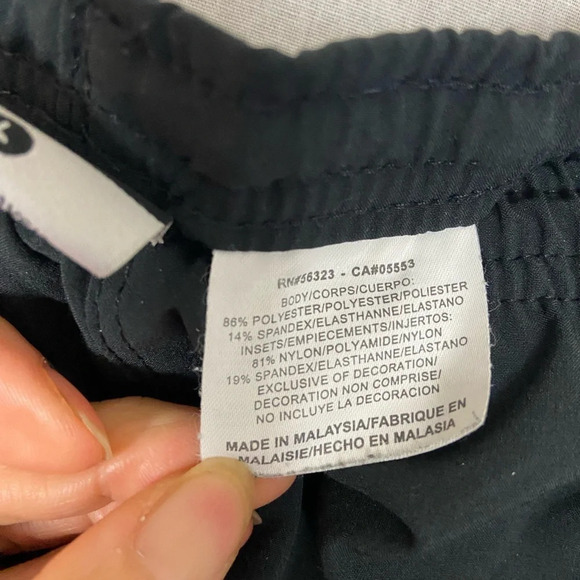 RN#56323 - CA#05553
BODY/CORPS/CUERPO:
86% POLYESTER/POLYESTER/POLIESTER
14% SPANDEX/ELASTHANNE/ELASTANO
INSETS/EMPIECEMENTS/INJERTOS:
81% NYLON/POLYAMIDE/NYLON
19% SPANDEX/ELASTHANNE/ELASTANO
EXCLUSIVE OF DECORATION/
DECORATION NON COMPRISE/
NO INCLUYE LA DECORACION
MADE IN MALAYSIA/FABRIQUE EN
MALAISIE/HECHO EN MALASIA